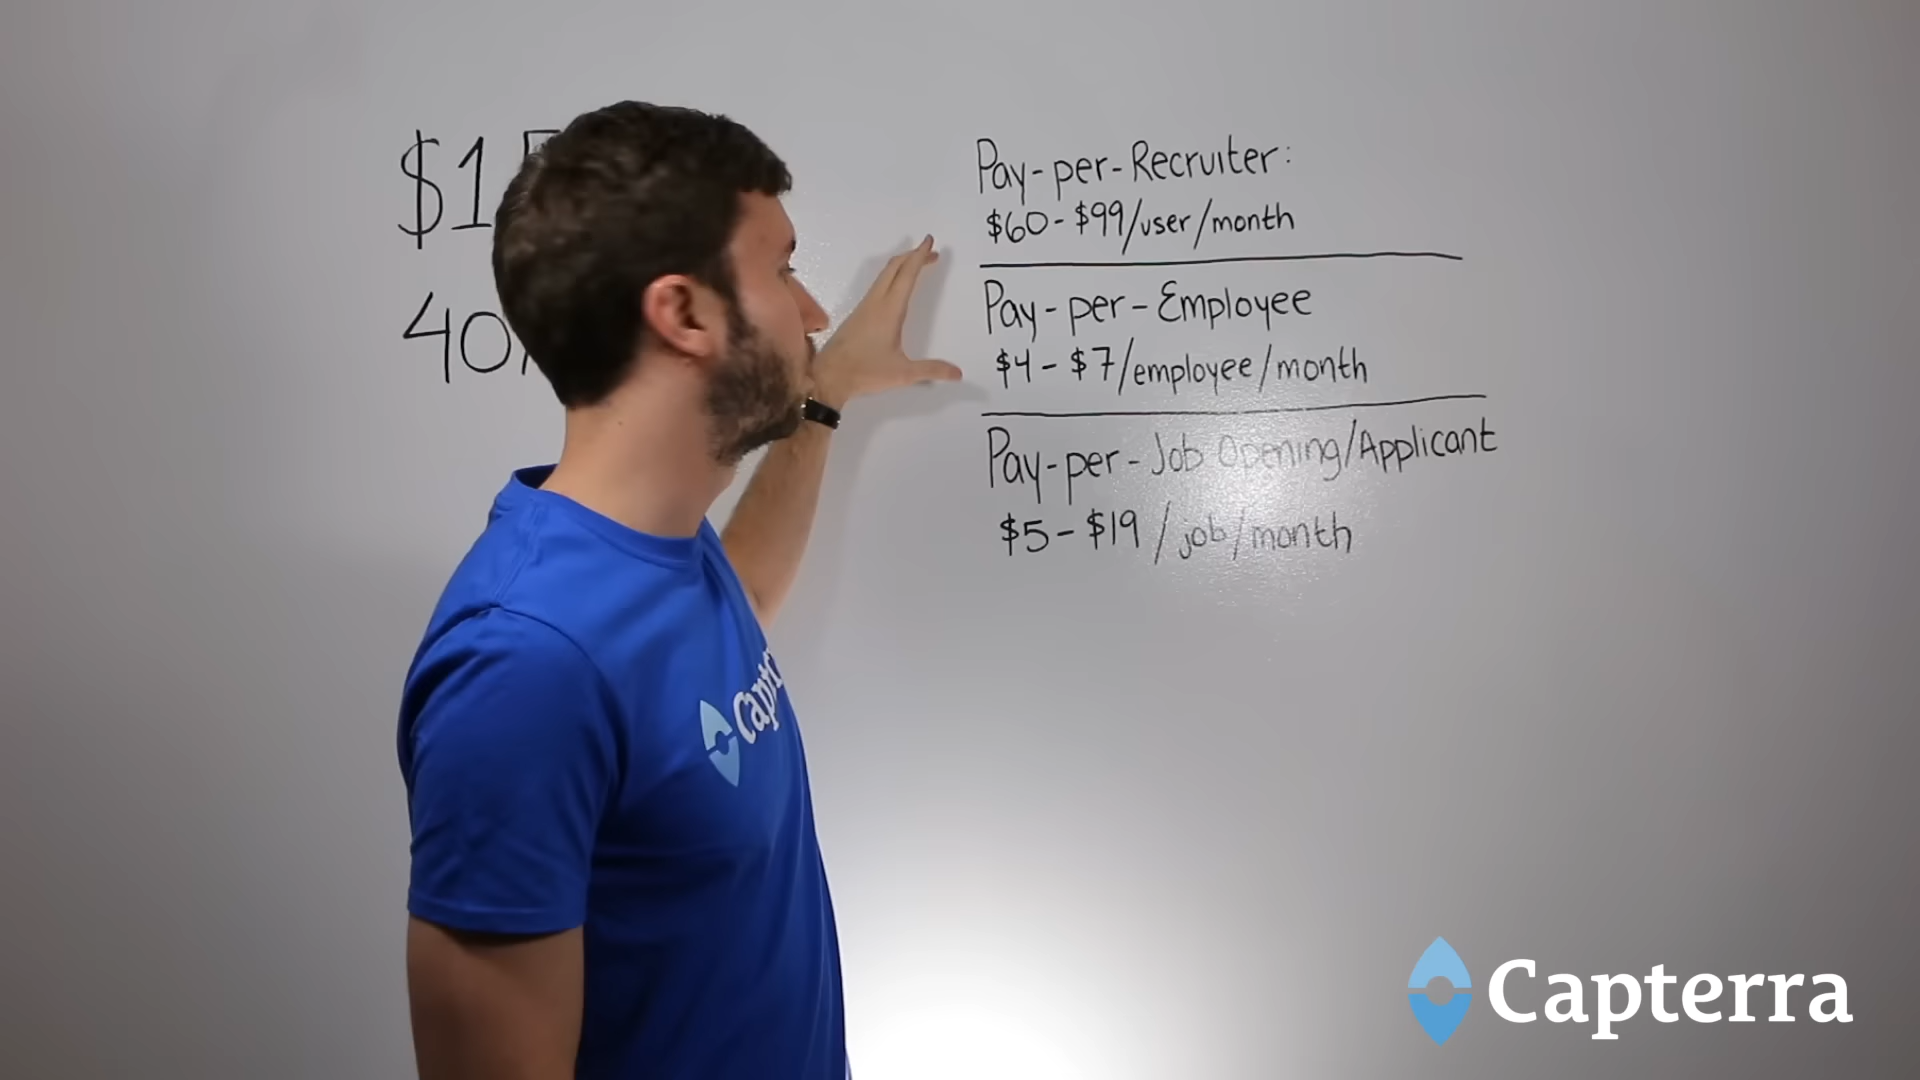 $1
40
Pay-per-Recruiter:
$60-$99/user/month
Pay-per-Employee
$4-$7/employee/month
Pay-per-Job Opening/Applicant
$5-$19/job/month
Capterra